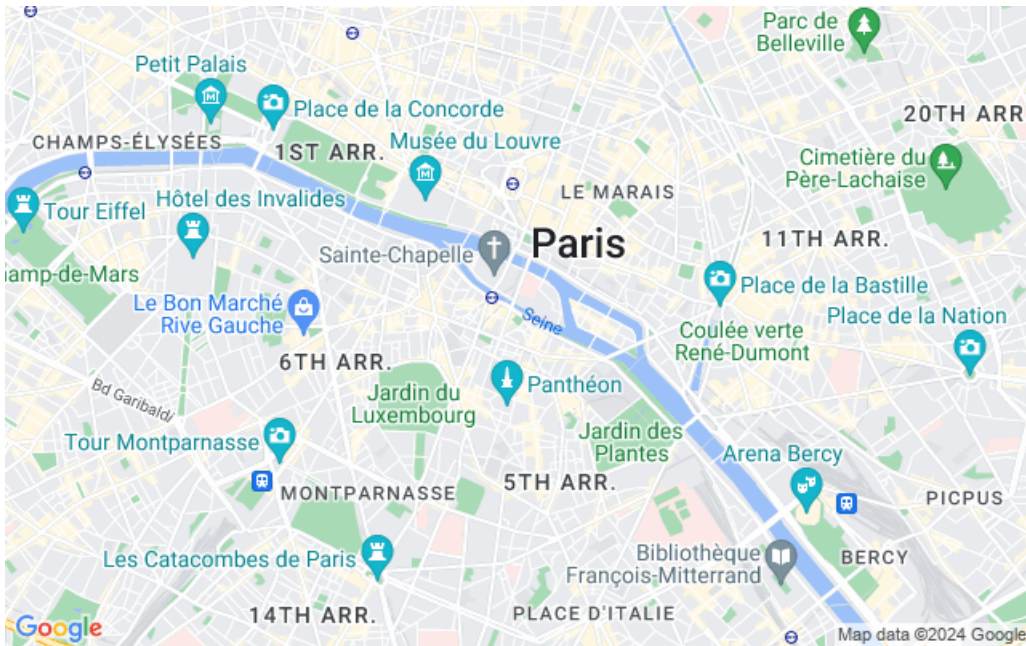 Parc de
Belleville
Petit Palais
Place de la Concorde
20TH ARR
CHAMPS-ÉLYSÉES
1ST ARR.
Musée du Louvre
Cimetière du
Père-Lachaise
LE MARAIS
Hôtel des Invalides
Tour Eiffel
Paris
11TH ARR.
Sainte-Chapelle
amp-de-Mars
Place de la Bastille
Le Bon Marché
Rive Gauche
Seine
Place de la Nation
Coulée verte
René-Dumont
6TH ARR.
Panthéon
Bd Garibaldi
Jardin du
Luxembourg
Tour Montparnasse
Jardin des
Plantes
Arena Bercy
5TH ARR.
MONTPARNASSE
PICPUS
Les Catacombes de Paris
Bibliothèque
François-Mitterrand
BERCY
14TH ARR.
PLACE D'ITALIE
Google
Map data ©2024 Google